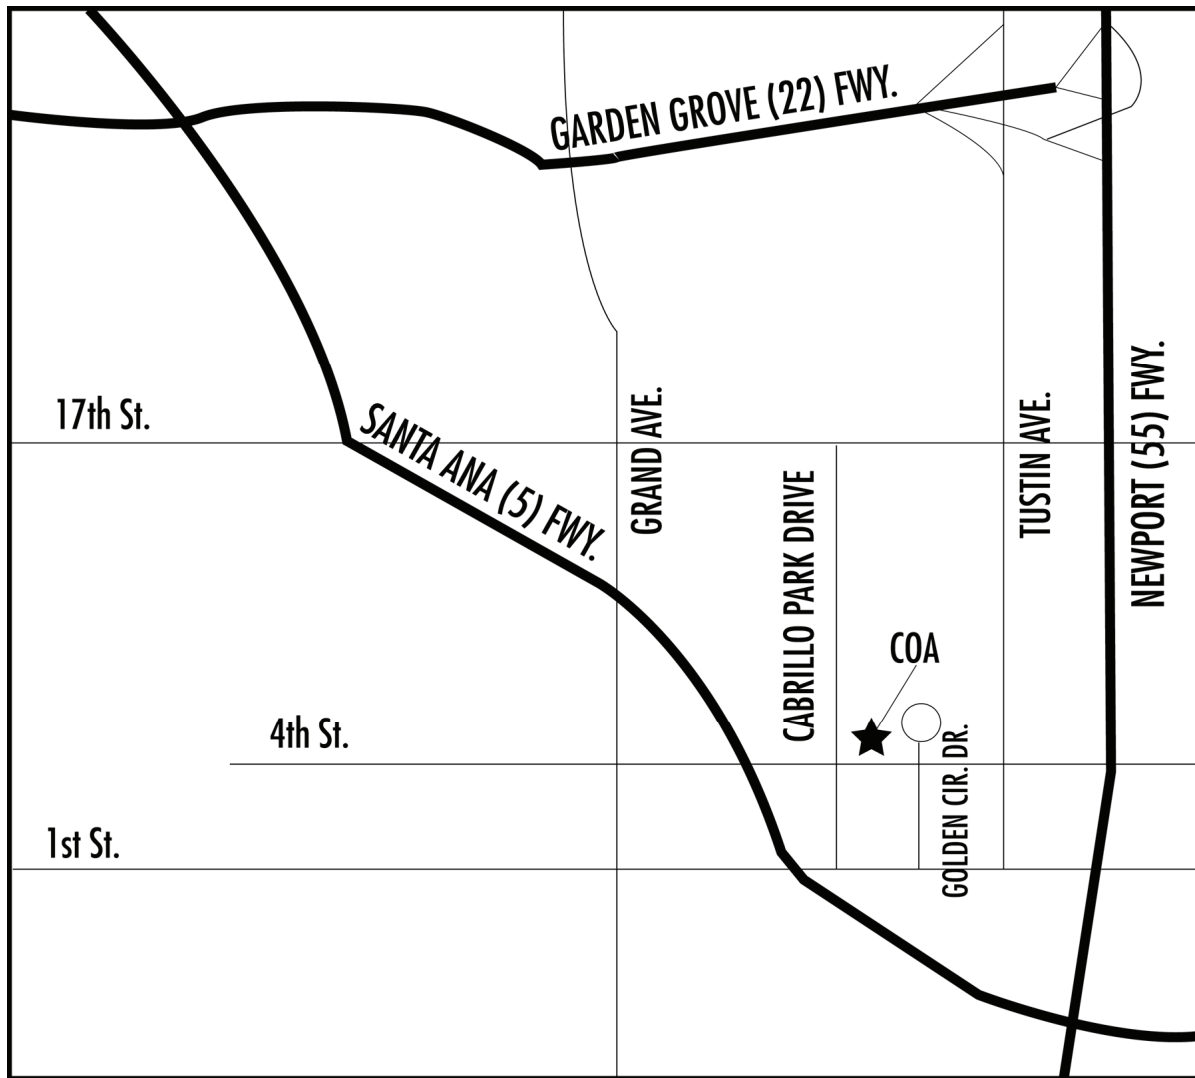 GARDEN GROVE (22) FWY.
17th St.
SANTA ANA (5) FWY.
GRAND AVE.
TUSTIN AVE.
NEWPORT (55) FWY.
CABRILLO PARK DRIVE
COA
4th St.
GOLDEN CIR. DR.
1st St.